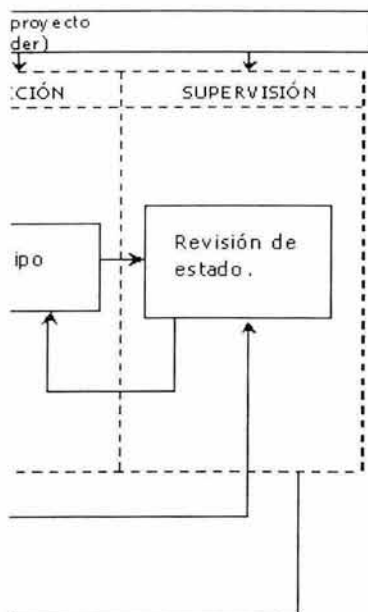 proyecto
der)
CIÓN
SUPERVISIÓN
ipo
Revisión de
estado.